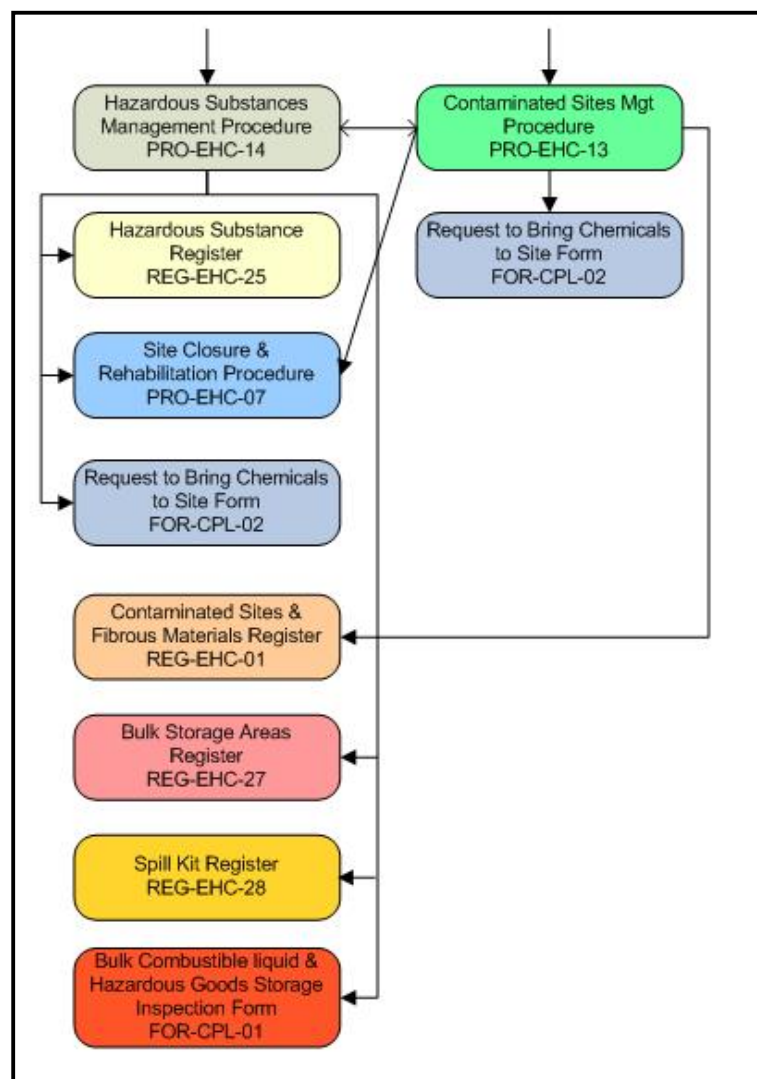 Hazardous Substances
Management Procedure
PRO-EHC-14
Contaminated Sites Mgt
Procedure
PRO-EHC-13
Hazardous Substance
Register
REG-EHC-25
Request to Bring Chemicals
to Site Form
FOR-CPL-02
Site Closure &
Rehabilitation Procedure
PRO-EHC-07
Request to Bring Chemicals
to Site Form
FOR-CPL-02
Contaminated Sites &
Fibrous Materials Register
REG-EHC-01
Bulk Storage Areas
Register
REG-EHC-27
Spill Kit Register
REG-EHC-28
Bulk Combustible liquid &
Hazardous Goods Storage
Inspection Form
FOR-CPL-01